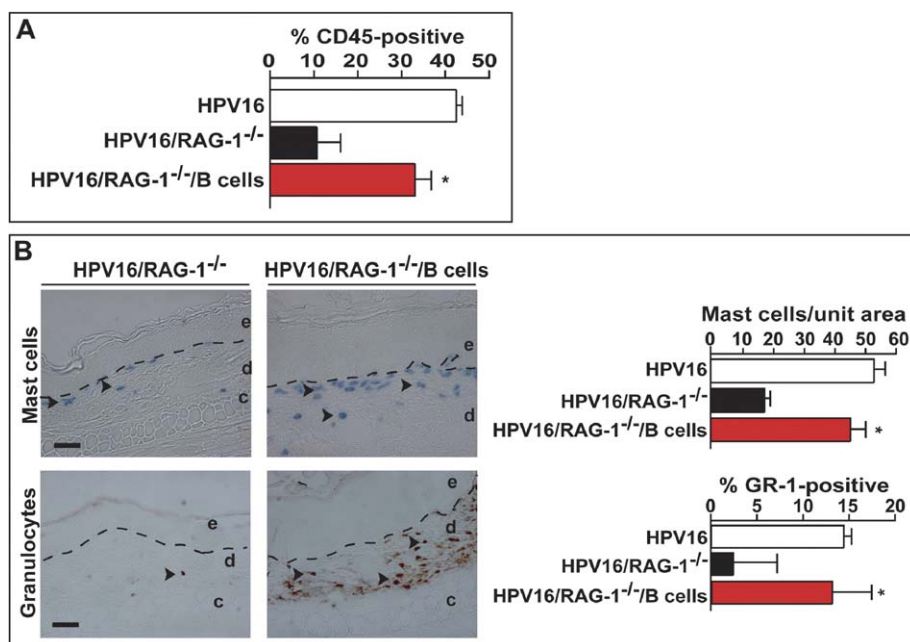 A
% CD45-positive
0 10 20 30 40 50
HPV16
HPV16/RAG-1-/-
HPV16/RAG-1-/-/B cells
*
B
HPV16/RAG-1-/- HPV16/RAG-1-/-/B cells
Mast cells
e
d
c
e
d
Granulocytes
e
d
c
e
d
c
Mast cells/unit area
0 10 20 30 40 50 60
HPV16
HPV16/RAG-1-/-
HPV16/RAG-1-/-/B cells
*
% GR-1-positive
0 5 10 15 20
HPV16
HPV16/RAG-1-/-
HPV16/RAG-1-/-/B cells
*